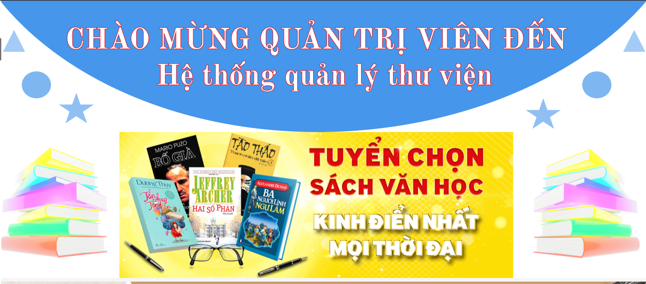 CHÀO MỪNG QUẢN TRỊ VIÊN ĐẾN
Hệ thống quản lý thư viện
MARIO PUZO
BỐ GIÀ
TÀO THÁO
JEFFREY
ARCHER
HAI SỐ PHẬN
ALEXANDRE DUMAS
BA
NGƯỜI LÍNH
NGỰ LÂM
TUYỂN CHỌN
SÁCH VĂN HỌC
KINH ĐIỂN NHẤT
MỌI THỜI ĐẠI